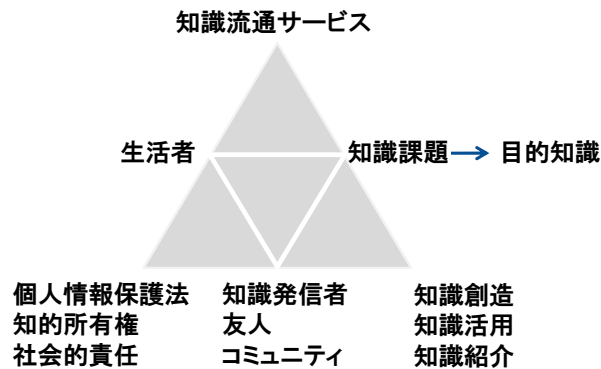 知識流通サービス
生活者
知識課題 → 目的知識
個人情報保護法
知的所有権
社会的責任
知識発信者
友人
コミュニティ
知識創造
知識活用
知識紹介